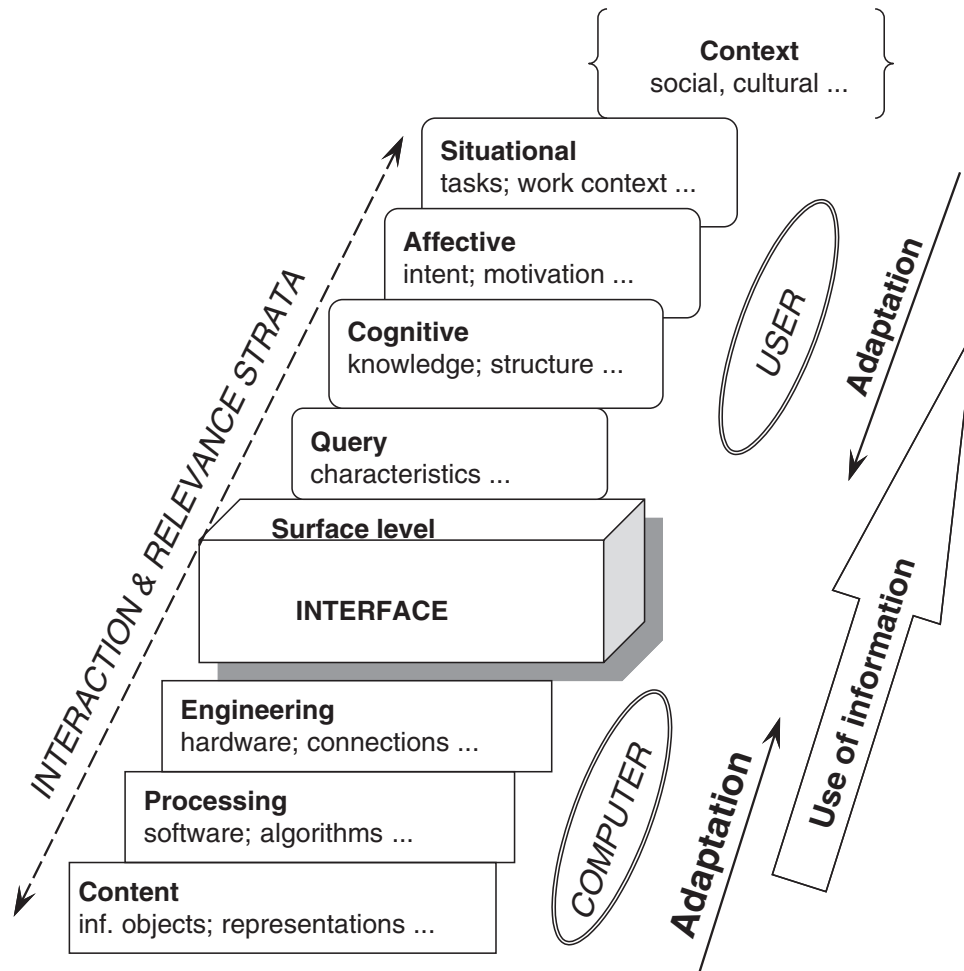 Context
social, cultural ...
Situational
tasks; work context ...
Affective
intent; motivation ...
Cognitive
knowledge; structure ...
Query
characteristics ...
Surface level
INTERFACE
Engineering
hardware; connections ...
Processing
software; algorithms ...
Content
inf. objects; representations ...
INTERACTION & RELEVANCE STRATA
USER
Adaptation
COMPUTER
Adaptation
Use of information